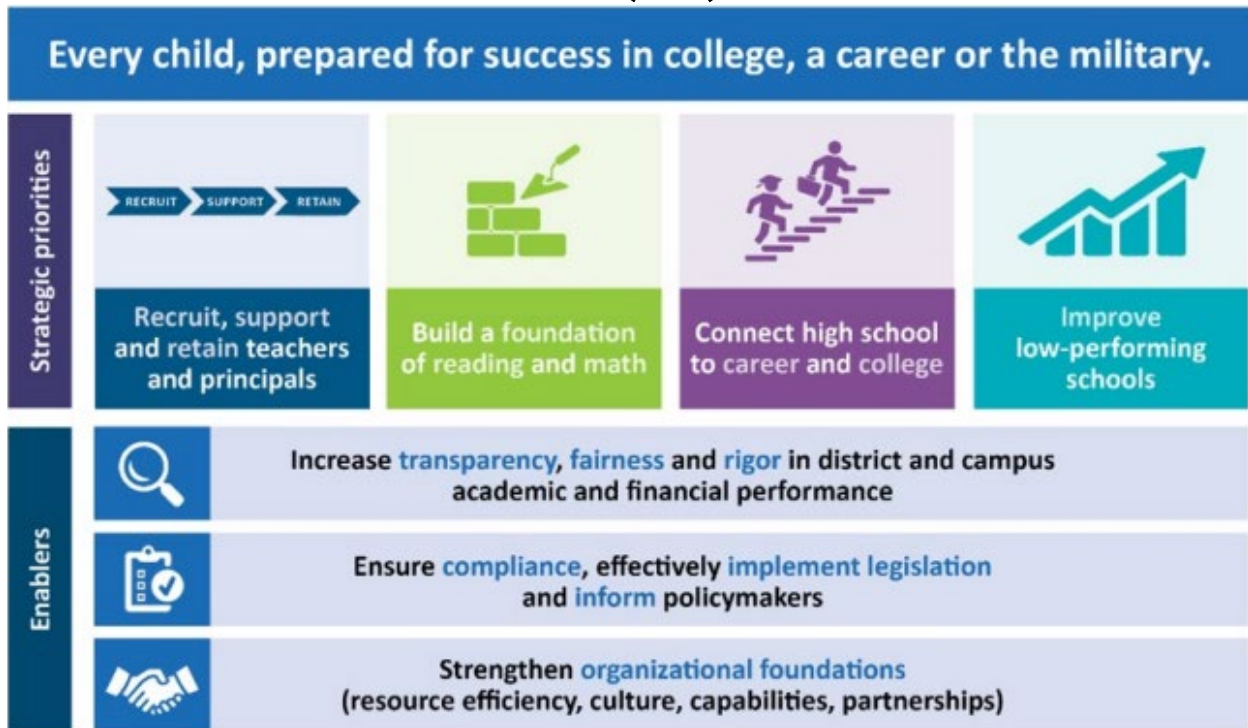 Every child, prepared for success in college, a career or the military.
Strategic priorities
RECRUIT SUPPORT RETAIN
Recruit, support
and retain teachers
and principals
Build a foundation
of reading and math
Connect high school
to career and college
Improve
low-performing
schools
Enablers
Increase transparency, fairness and rigor in district and campus
academic and financial performance
Ensure compliance, effectively implement legislation
and inform policymakers
Strengthen organizational foundations
(resource efficiency, culture, capabilities, partnerships)